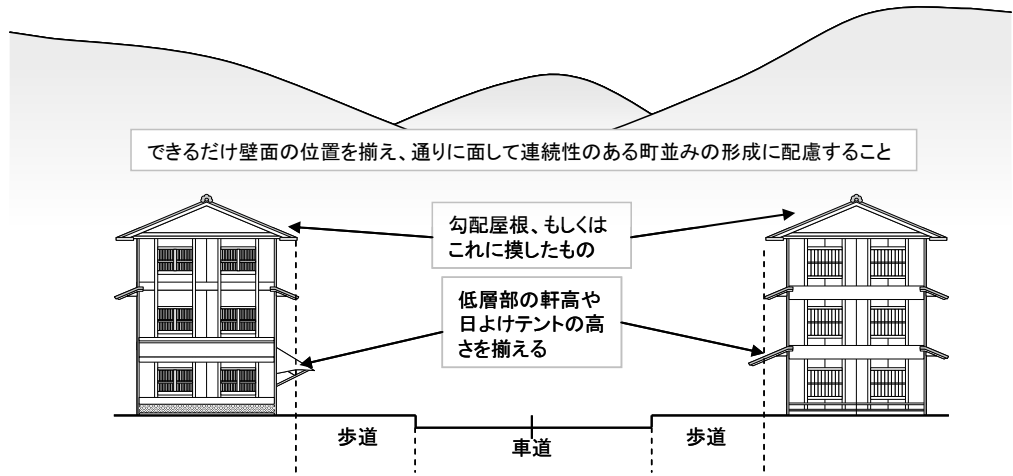 できるだけ壁面の位置を揃え、通りに面して連続性のある町並みの形成に配慮すること
勾配屋根、もしくは
これに摸したもの
低層部の軒高や
日よけテントの高
さを揃える
歩道
車道
歩道